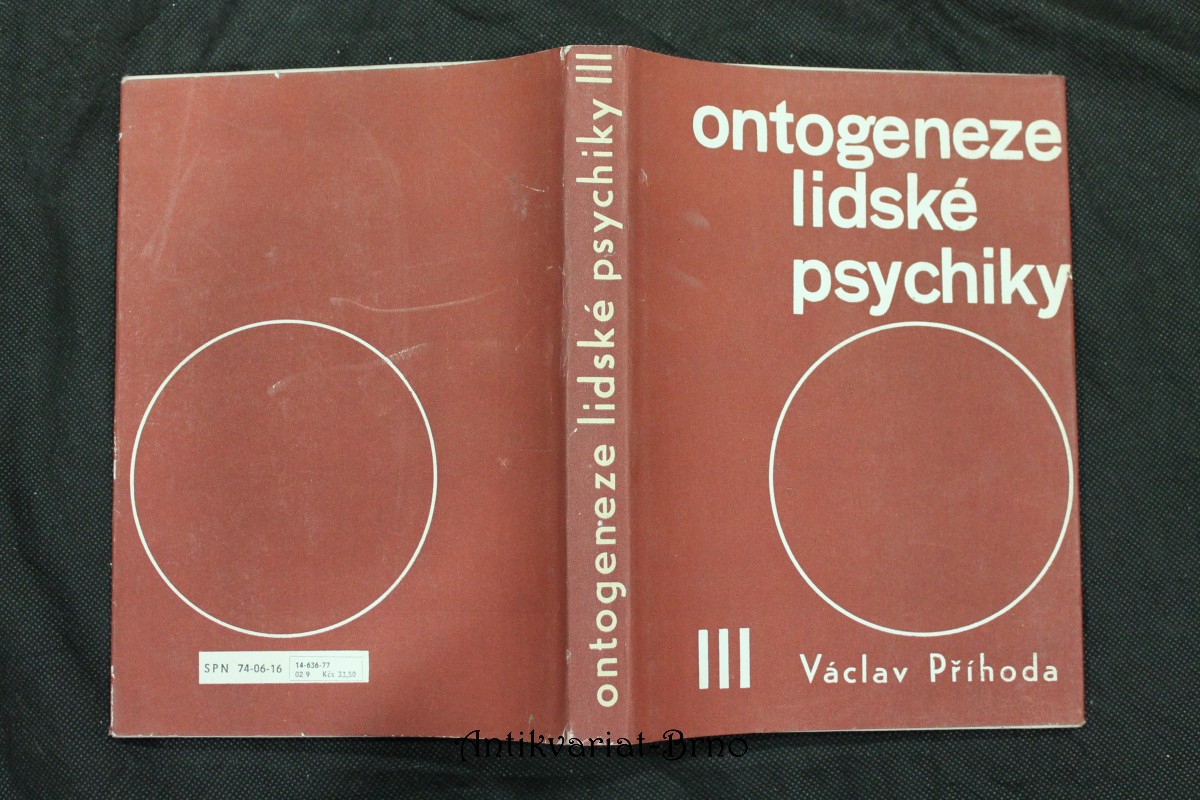 ontogeneze
lidské
psychiky
III
Václav Příhoda
ontogeneze lidské psychiky III
SPN 74-06-16
14-636-77
02/9 Kčs 33,50
Antikvariat-Brno